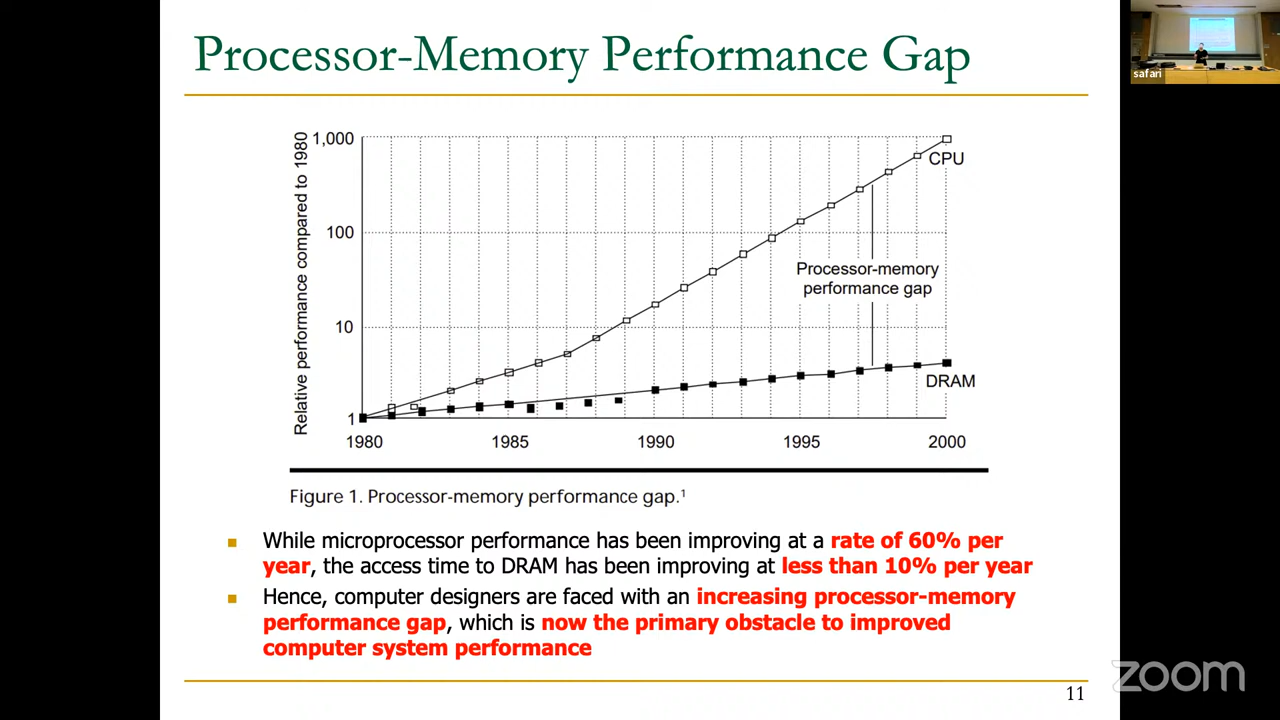 Processor-Memory Performance Gap
safari
Relative performance compared to 1980
1,000
100
10
1
CPU
Processor-memory
performance gap
DRAM
1980 1985 1990 1995 2000
Figure 1. Processor-memory performance gap.¹
While microprocessor performance has been improving at a rate of 60% per
year, the access time to DRAM has been improving at less than 10% per year
Hence, computer designers are faced with an increasing processor-memory
performance gap, which is now the primary obstacle to improved
computer system performance
11
zoom